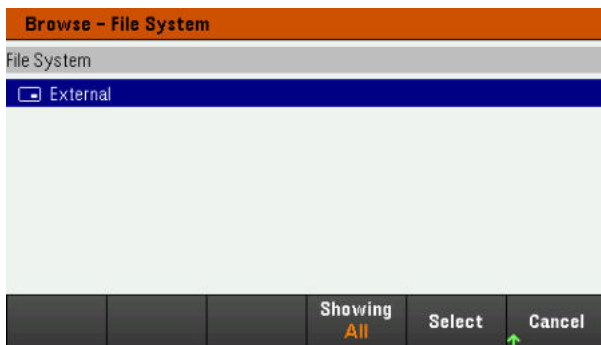 Browse – File System
File System
External
Showing
All
Select
Cancel